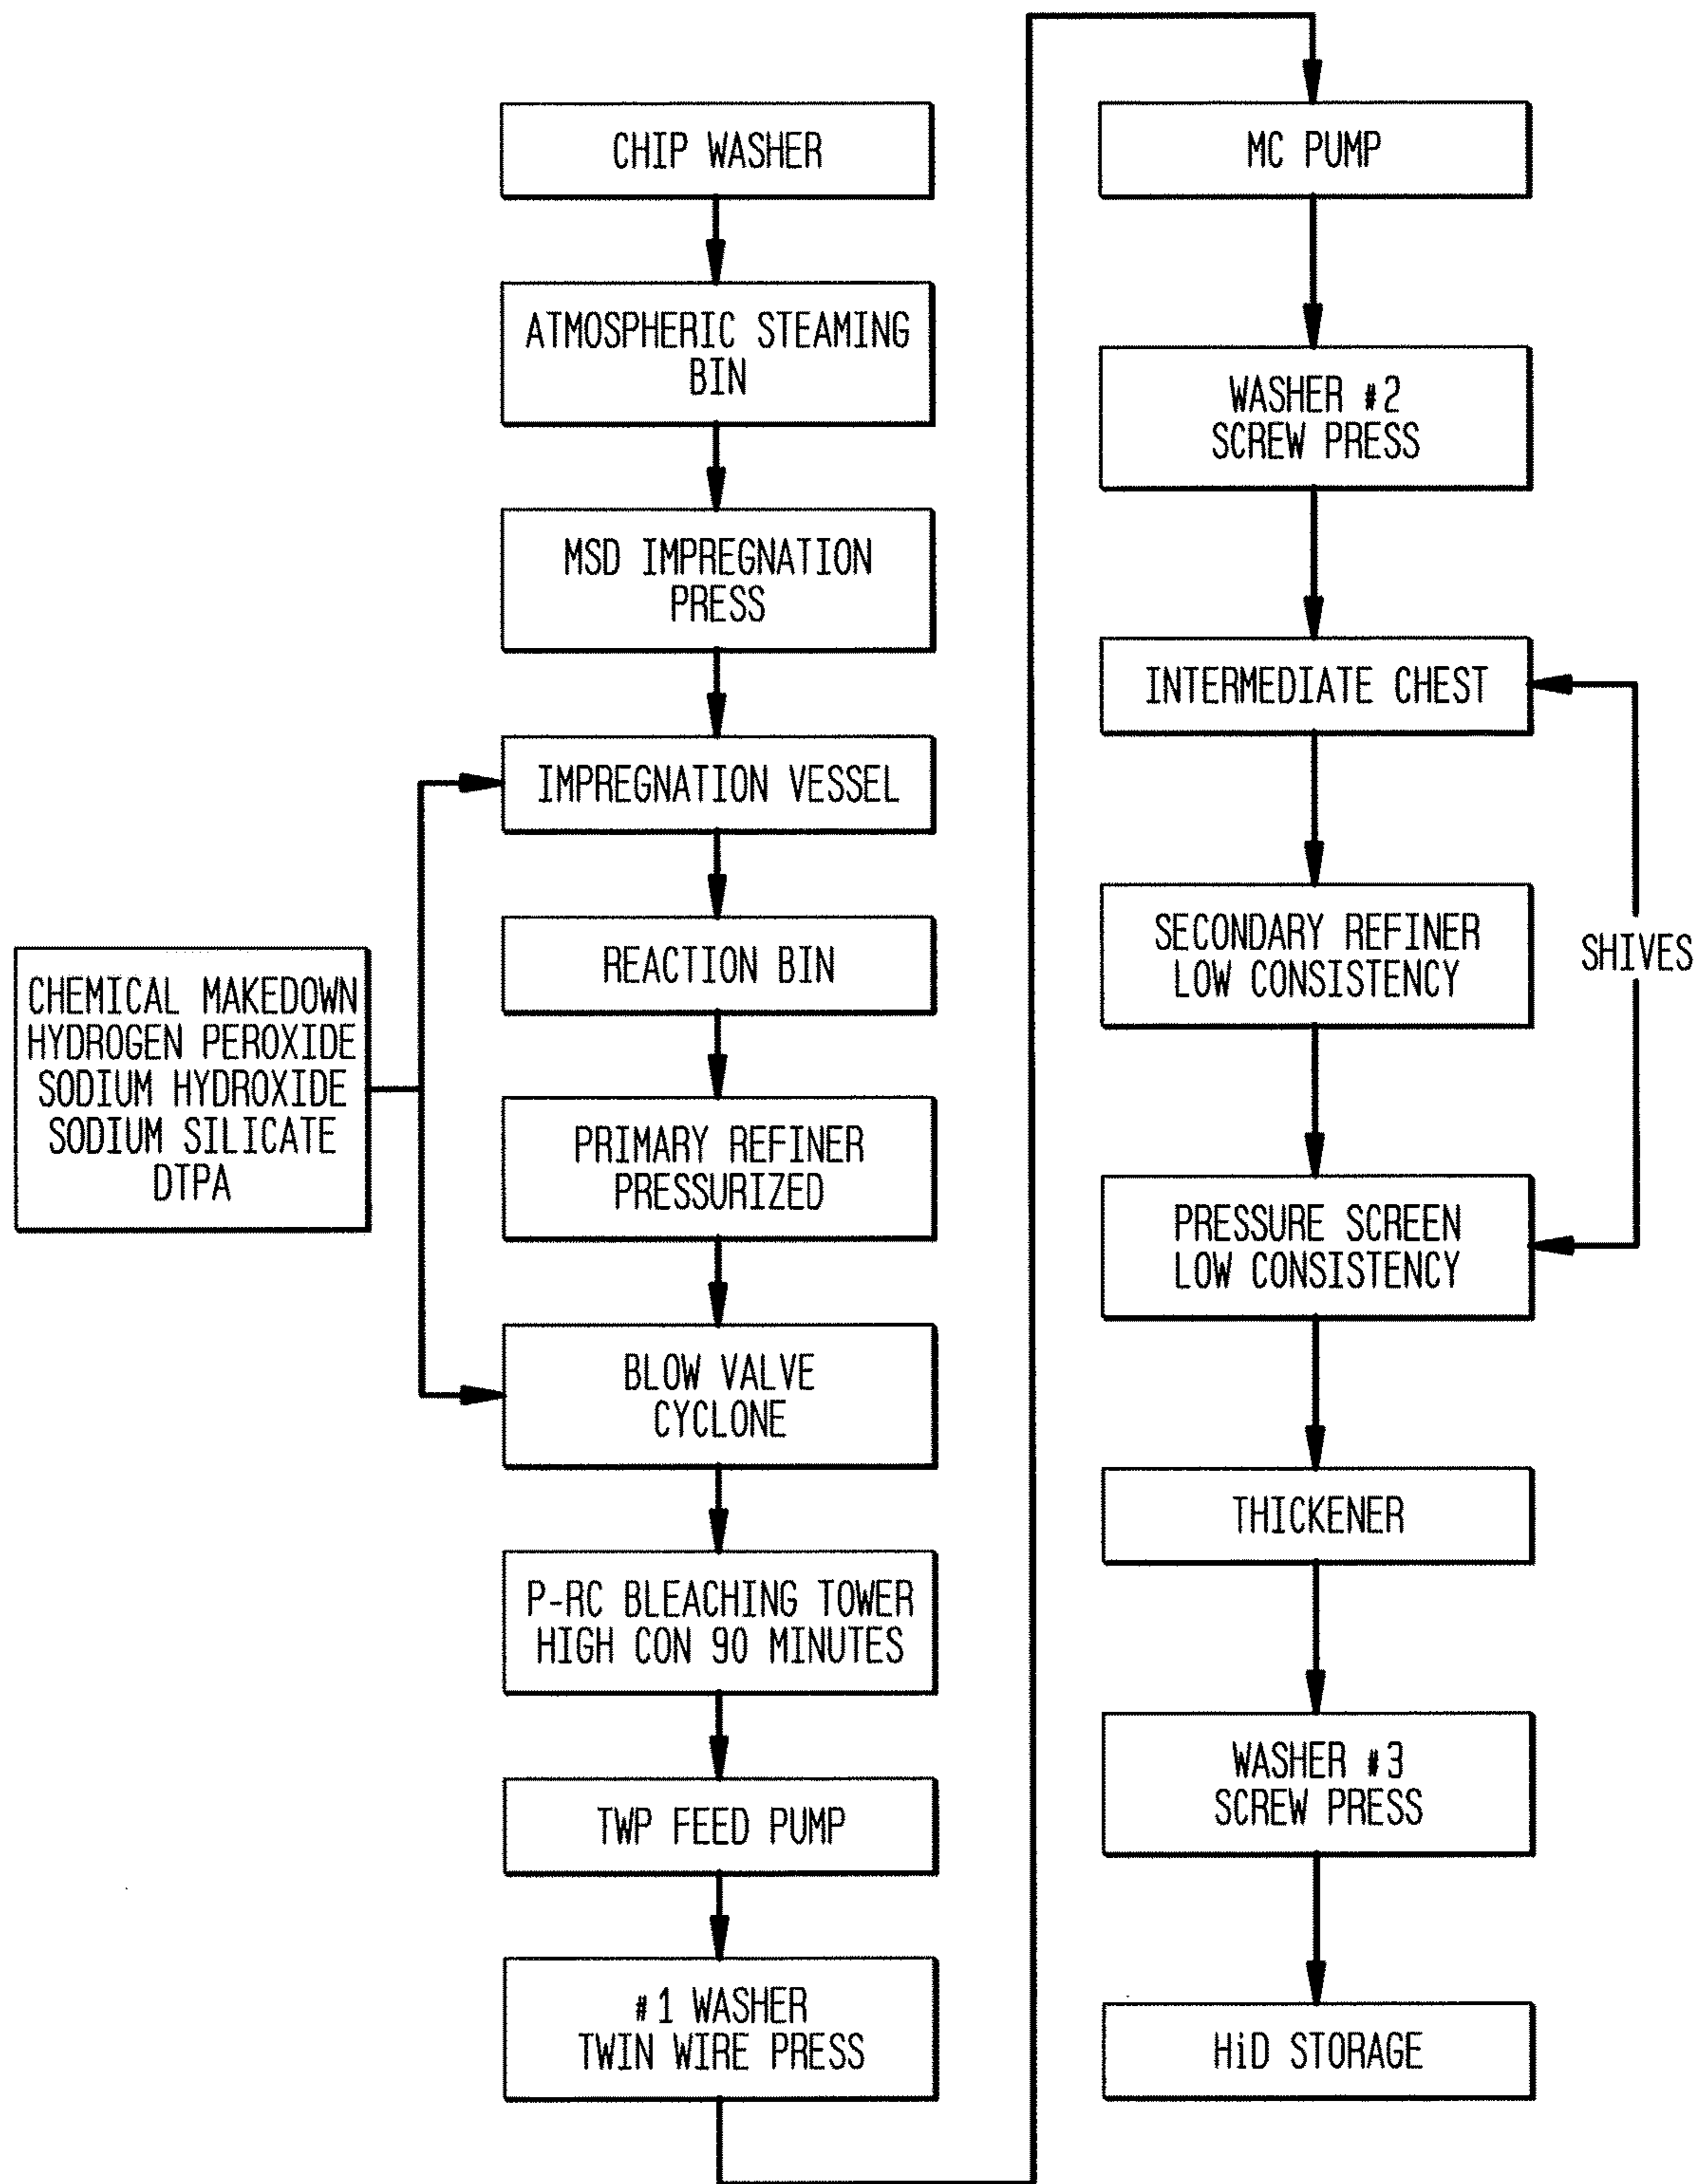 CHIP WASHER
ATMOSPHERIC STEAMING
BIN
MSD IMPREGNATION
PRESS
IMPREGNATION VESSEL
REACTION BIN
CHEMICAL MAKEDOWN
HYDROGEN PEROXIDE
SODIUM HYDROXIDE
SODIUM SILICATE
DTPA
PRIMARY REFINER
PRESSURIZED
BLOW VALVE
CYCLONE
P-RC BLEACHING TOWER
HIGH CON 90 MINUTES
TWP FEED PUMP
#1 WASHER
TWIN WIRE PRESS
MC PUMP
WASHER #2
SCREW PRESS
INTERMEDIATE CHEST
SECONDARY REFINER
LOW CONSISTENCY
SHIVES
PRESSURE SCREEN
LOW CONSISTENCY
THICKENER
WASHER #3
SCREW PRESS
HiD STORAGE